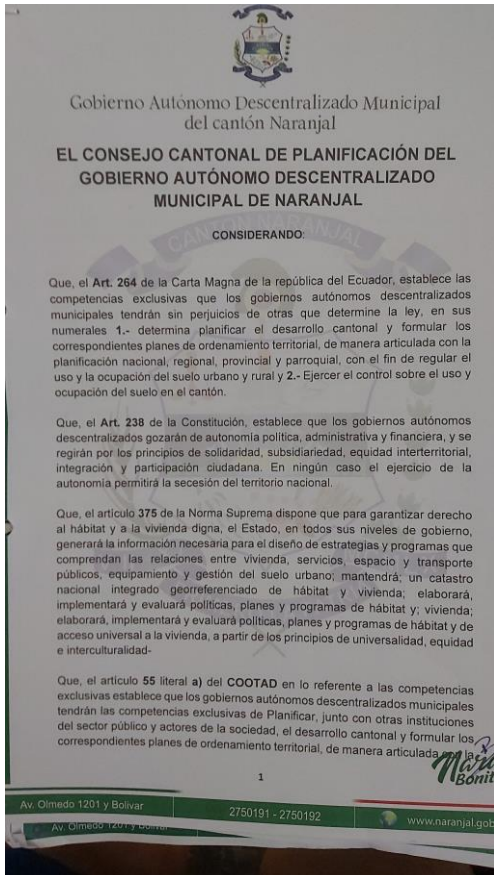 Gobierno Autónomo Descentralizado Municipal
del cantón Naranjal
EL CONSEJO CANTONAL DE PLANIFICACIÓN DEL
GOBIERNO AUTÓNOMO DESCENTRALIZADO
MUNICIPAL DE NARANJAL
CANTON NARANJAL
CONSIDERANDO:
Que, el Art. 264 de la Carta Magna de la república del Ecuador, establece las
competencias exclusivas que los gobiernos autónomos descentralizados
municipales tendrán sin perjuicios de otras que determine la ley, en sus
numerales 1.- determina planificar el desarrollo cantonal y formular los
correspondientes planes de ordenamiento territorial, de manera articulada con la
planificación nacional, regional, provincial y parroquial, con el fin de regular el
uso y la ocupación del suelo urbano y rural y 2.- Ejercer el control sobre el uso y
ocupación del suelo en el cantón.
Que, el Art. 238 de la Constitución, establece que los gobiernos autónomos
descentralizados gozarán de autonomía política, administrativa y financiera, y se
regirán por los principios de solidaridad, subsidiariedad, equidad interterritorial,
integración y participación ciudadana. En ningún caso el ejercicio de la
autonomía permitirá la secesión del territorio nacional.
Que, el artículo 375 de la Norma Suprema dispone que para garantizar derecho
al hábitat y a la vivienda digna, el Estado, en todos sus niveles de gobierno,
generará la información necesaria para el diseño de estrategias y programas que
comprendan las relaciones entre vivienda, servicios, espacio y transporte
públicos, equipamiento y gestión del suelo urbano; mantendrá; un catastro
nacional integrado georreferenciado de hábitat y vivienda; elaborará,
implementará y evaluará políticas, planes y programas de hábitat y; vivienda;
elaborará, implementará y evaluará políticas, planes y programas de hábitat y de
acceso universal a la vivienda, a partir de los principios de universalidad, equidad
e interculturalidad-
Que, el artículo 55 literal a) del COOTAD en lo referente a las competencias
exclusivas establece que los gobiernos autónomos descentralizados municipales
tendrán las competencias exclusivas de Planificar, junto con otras instituciones
del sector público y actores de la sociedad, el desarrollo cantonal y formular los
correspondientes planes de ordenamiento territorial, de manera articulada con la
1
Bonit
Av. Olmedo 1201 y Bolivar
2750191 - 2750192
www.naranjal.gob
Av. Olmedo 1201 y Bolivar